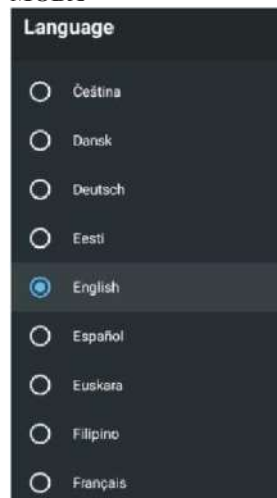 Language
Čeština
Dansk
Deutsch
Eesti
English
Español
Euskara
Filipino
Français